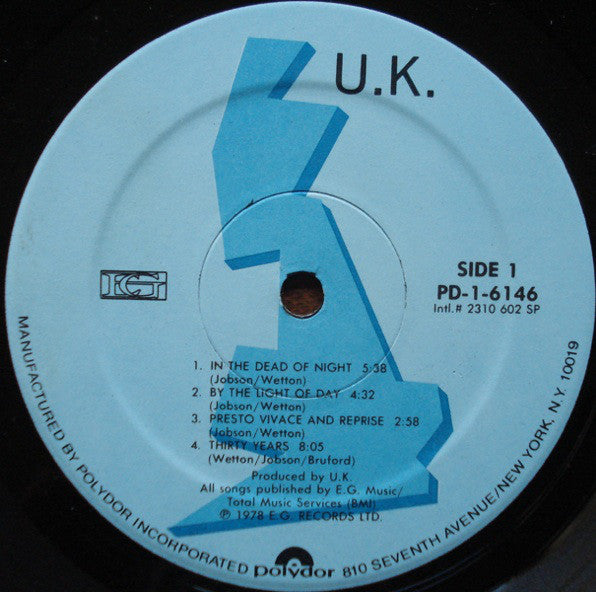 U.K.
EG
SIDE 1
PD-1-6146
Intl.# 2310 602 SP
1. IN THE DEAD OF NIGHT 5:38
(Jobson/Wetton)
2. BY THE LIGHT OF DAY 4:32
(Jobson/Wetton)
3. PRESTO VIVACE AND REPRISE 2:58
(Jobson/Wetton)
4. THIRTY YEARS 8:05
(Wetton/Jobson/Bruford)
Produced by U.K.
All songs published by E.G. Music/
Total Music Services (BMI)
℗ 1978 E.G. RECORDS LTD.
MANUFACTURED BY POLYDOR INCORPORATED polydor 810 SEVENTH AVENUE/NEW YORK, N.Y. 10019